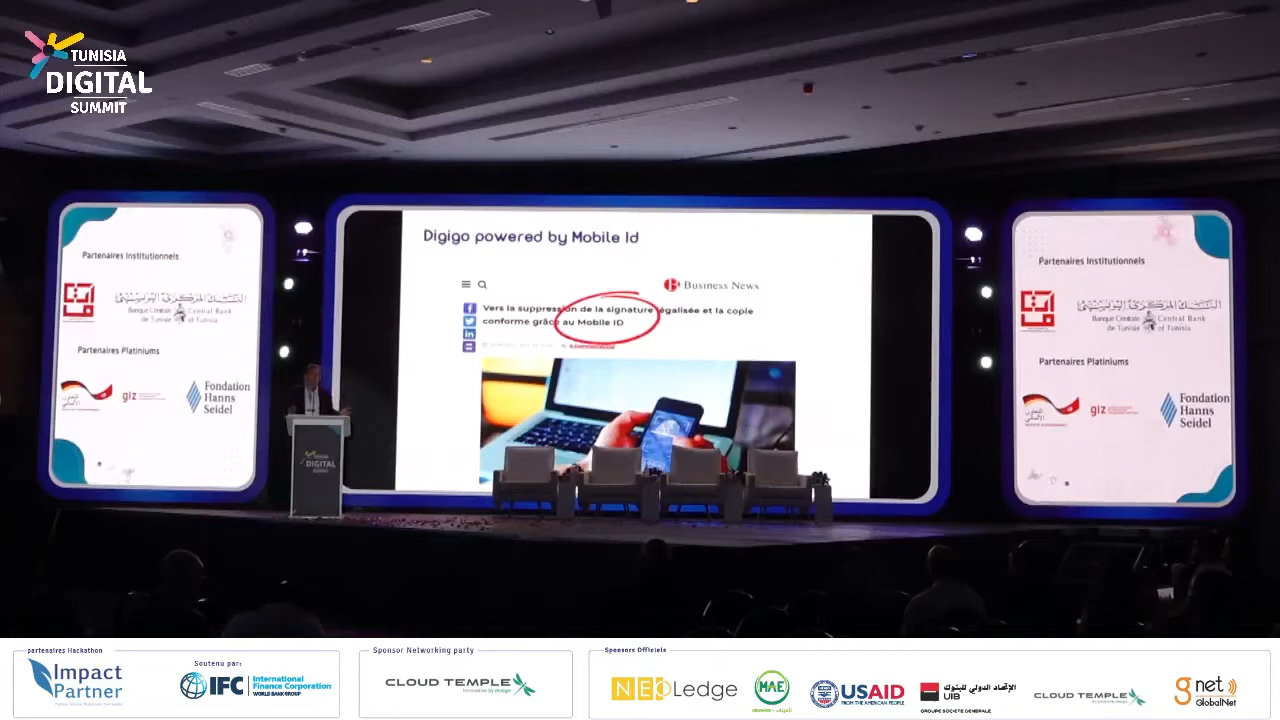 TUNISIA
DIGITAL
SUMMIT
Partenaires Institutionnels
Banque Centrale
de Tunisie
Central Bank
of Tunisia
Partenaires Platiniums
giz
Fondation
Hanns
Seidel
Digigo powered by Mobile Id
Business News
Vers la suppression de la signature légalisée et la copie
conforme grâce au Mobile ID
DIGITAL
Partenaires Institutionnels
Banque Centrale
de Tunisie
Central Bank
of Tunisia
Partenaires Platiniums
giz
Fondation
Hanns
Seidel
partenaires Hackathon
Impact
Partner
Soutenu par:
IFC
International
Finance Corporation
WORLD BANK GROUP
Sponsor Networking party
CLOUD TEMPLE
Innovative by design
Sponsors Officiels
NEOLedge
MAE
USAID
FROM THE AMERICAN PEOPLE
الإتحاد الدولي للبنوك
UIB
GROUPE SOCIETE GENERALE
CLOUD TEMPLE
gnet
GlobalNet